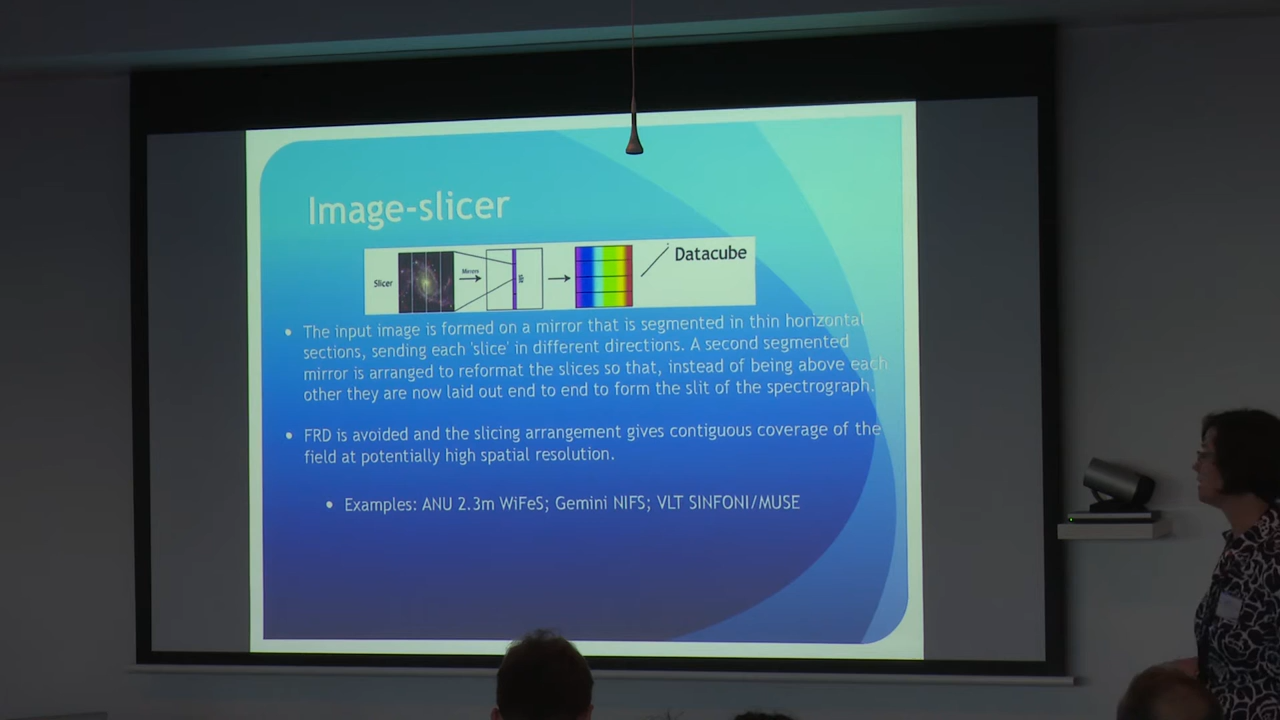 Image-slicer
Slicer
Mirrors
slit
Datacube
• The input image is formed on a mirror that is segmented in thin horizontal
sections, sending each 'slice' in different directions. A second segmented
mirror is arranged to reformat the slices so that, instead of being above each
other they are now laid out end to end to form the slit of the spectrograph.
• FRD is avoided and the slicing arrangement gives contiguous coverage of the
field at potentially high spatial resolution.
• Examples: ANU 2.3m WiFeS; Gemini NIFS; VLT SINFONI/MUSE